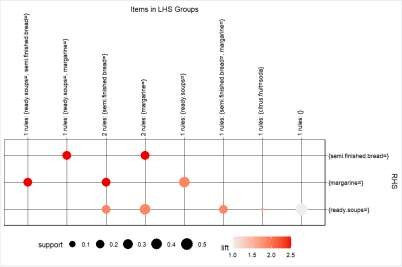 Items in LHS Groups
1 rules: {ready.soups=, semi.finished.bread=}
1 rules: {ready.soups=, margarine=}
2 rules: {semi.finished.bread=}
2 rules: {margarine=}
1 rules: {ready.soups=}
1 rules: {semi.finished.bread=, margarine=}
1 rules: {citrus.fruit=soda}
1 rules: {}
{semi.finished.bread=}
{margarine=}
{ready.soups=}
RHS
support 0.1 0.2 0.3 0.4 0.5
lift
1.0 1.5 2.0 2.5